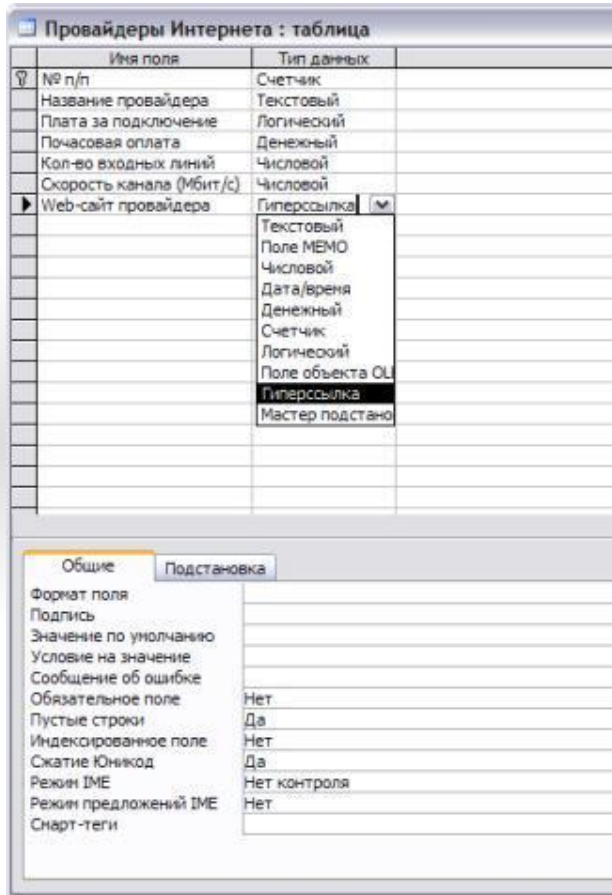 Провайдеры Интернета : таблица
Имя поля Тип данных
№ п/п Счетчик
Название провайдера Текстовый
Плата за подключение Логический
Почасовая оплата Денежный
Кол-во входных линий Числовой
Скорость канала (Мбит/с) Числовой
Web-сайт провайдера Гиперссылка
Текстовый
Поле MEMO
Числовой
Дата/время
Денежный
Счетчик
Логический
Поле объекта OL
Гиперссылка
Мастер подстано
Общие Подстановка
Формат поля
Подпись
Значение по умолчанию
Условие на значение
Сообщение об ошибке
Обязательное поле Нет
Пустые строки Да
Индексированное поле Нет
Сжатие Юникод Да
Режим IME Нет контроля
Режим предложений IME Нет
Смарт-теги